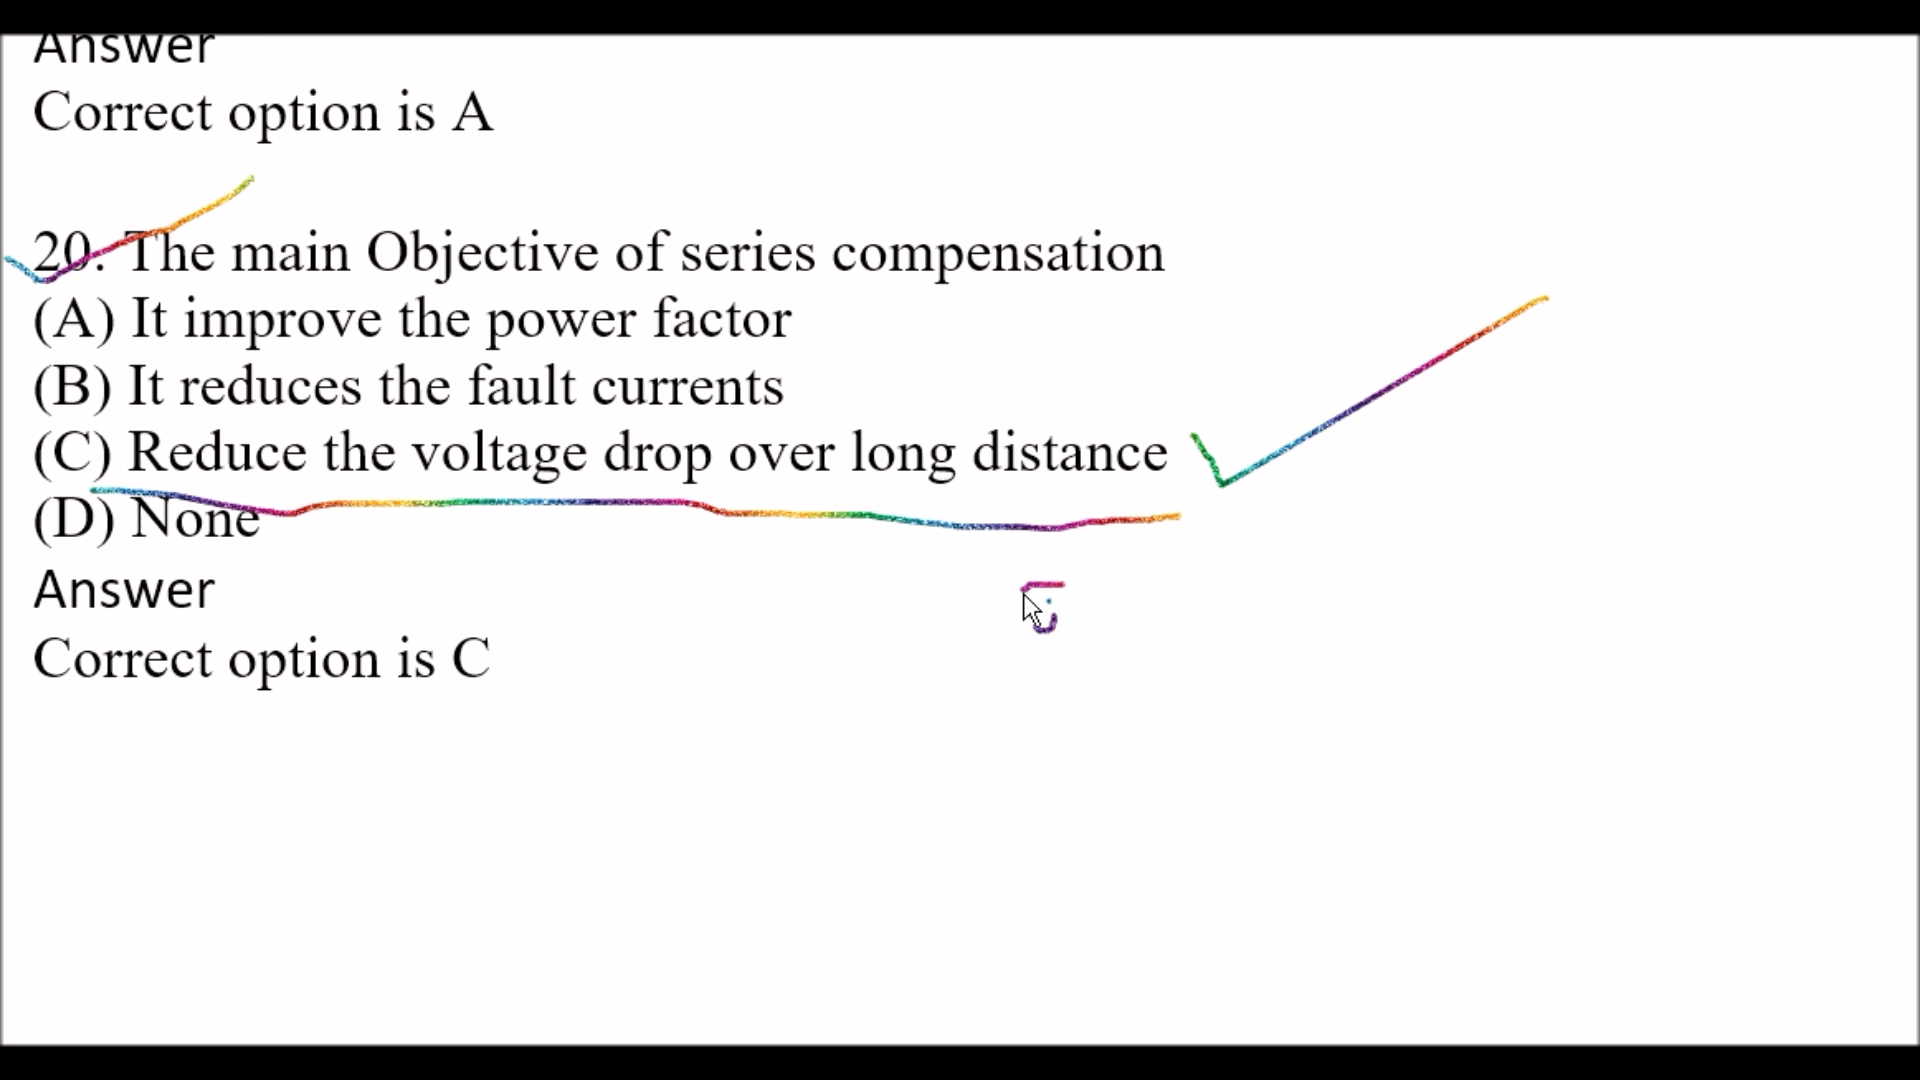 Answer
Correct option is A
20. The main Objective of series compensation
(A) It improve the power factor
(B) It reduces the fault currents
(C) Reduce the voltage drop over long distance
(D) None
Answer
Correct option is C